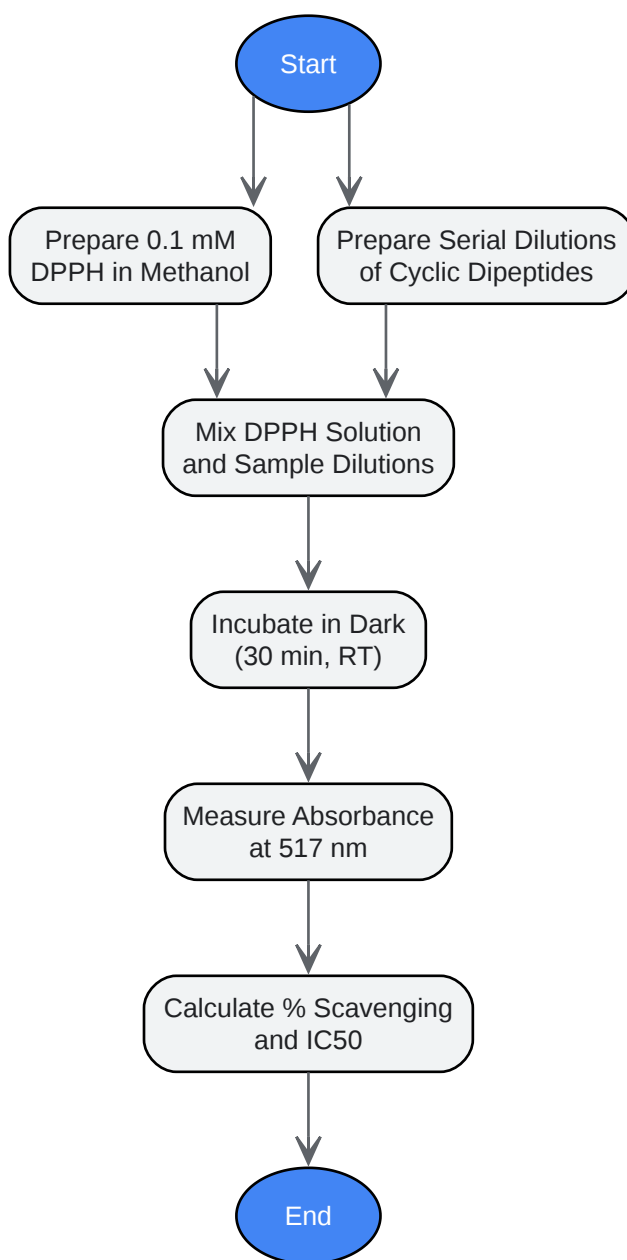 Start
Prepare 0.1 mM
DPPH in Methanol
Prepare Serial Dilutions
of Cyclic Dipeptides
Mix DPPH Solution
and Sample Dilutions
Incubate in Dark
(30 min, RT)
Measure Absorbance
at 517 nm
Calculate % Scavenging
and IC50
End